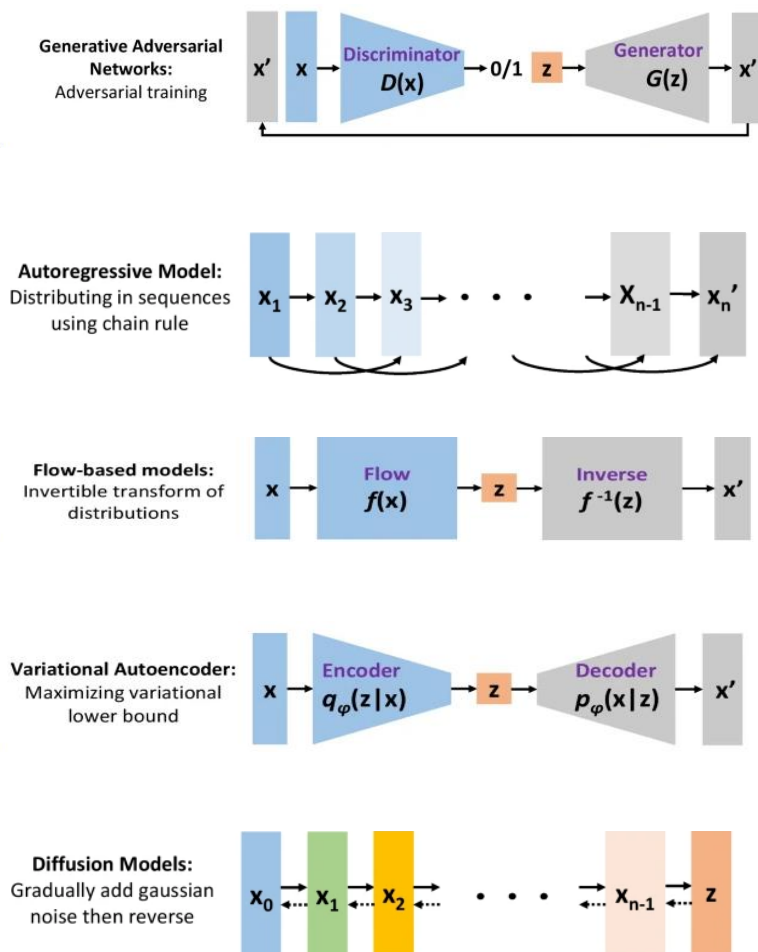 Generative Adversarial
Networks:
Adversarial training
x'
x
Discriminator
D(x)
0/1
z
Generator
G(z)
x'
Autoregressive Model:
Distributing in sequences
using chain rule
x₁
x₂
x₃
. . .
Xₙ₋₁
xₙ'
Flow-based models:
Invertible transform of
distributions
x
Flow
f(x)
z
Inverse
f⁻¹(z)
x'
Variational Autoencoder:
Maximizing variational
lower bound
x
Encoder
qᵩ(z|x)
z
Decoder
pᵩ(x|z)
x'
Diffusion Models:
Gradually add gaussian
noise then reverse
x₀
x₁
x₂
. . .
xₙ₋₁
z